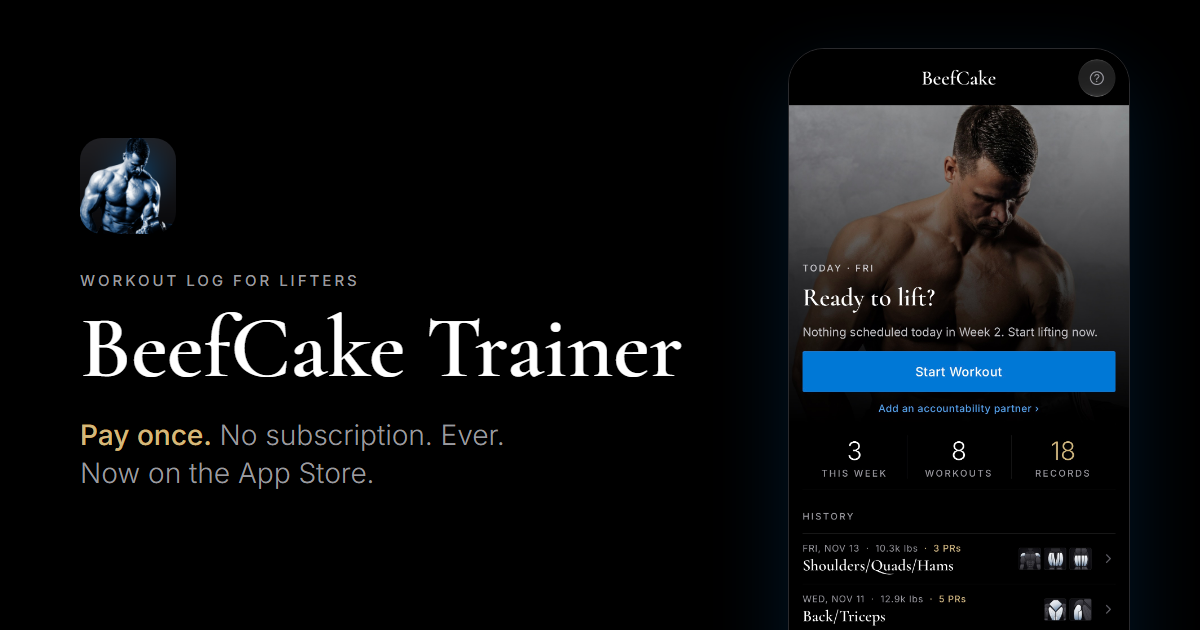 WORKOUT LOG FOR LIFTERS
BeefCake Trainer
Pay once. No subscription. Ever.
Now on the App Store.
BeefCake
?
TODAY · FRI
Ready to lift?
Nothing scheduled today in Week 2. Start lifting now.
Start Workout
Add an accountability partner ›
3 8 18
THIS WEEK WORKOUTS RECORDS
HISTORY
FRI, NOV 13 · 10.3k lbs · 3 PRs
Shoulders/Quads/Hams
WED, NOV 11 · 12.9k lbs · 5 PRs
Back/Triceps